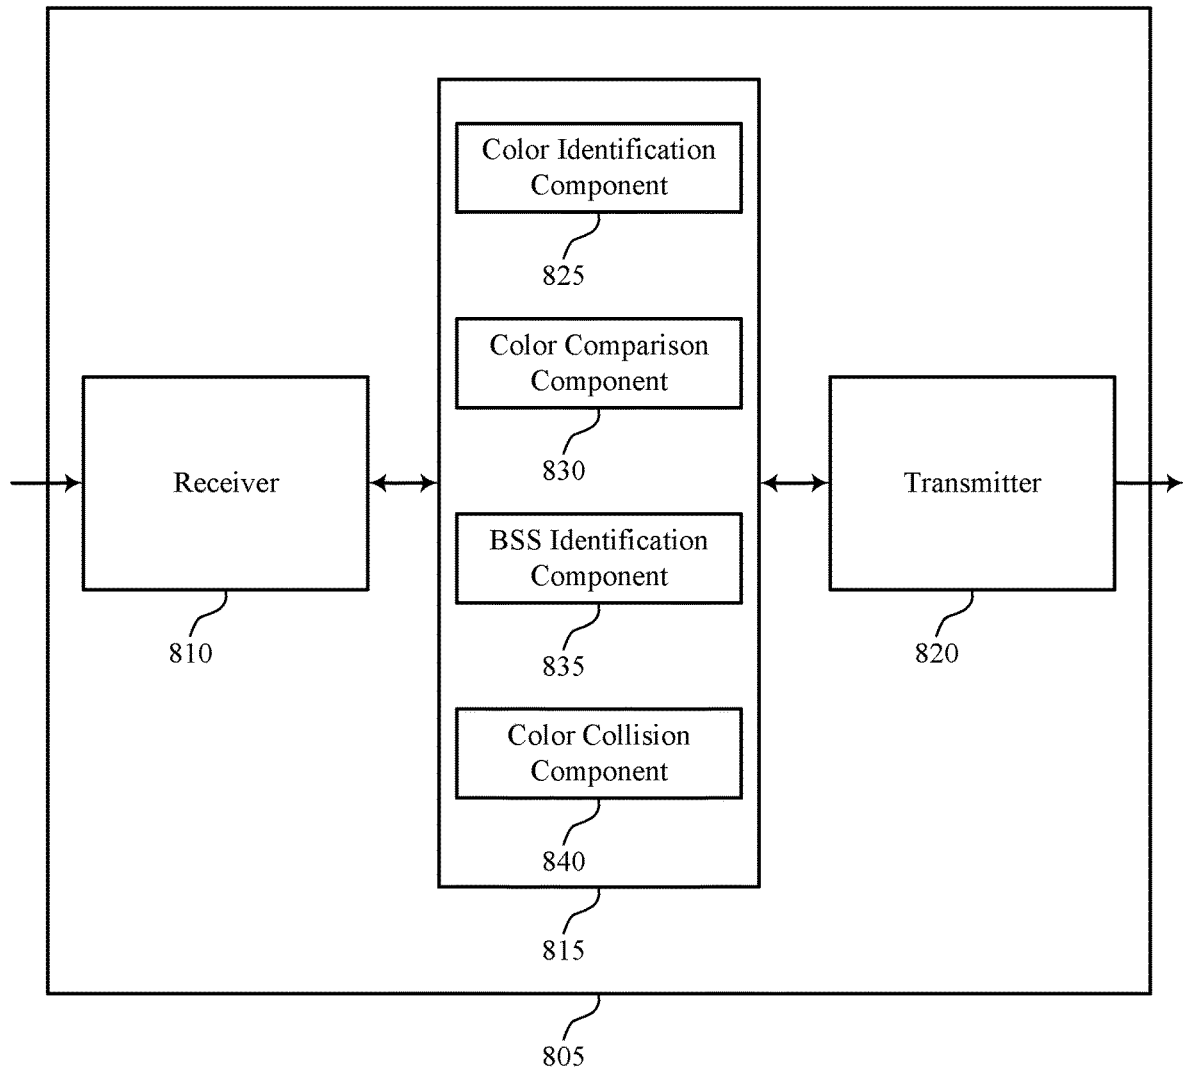 Color Identification
Component
825
Color Comparison
Component
830
Receiver
810
BSS Identification
Component
835
Transmitter
820
Color Collision
Component
840
815
805